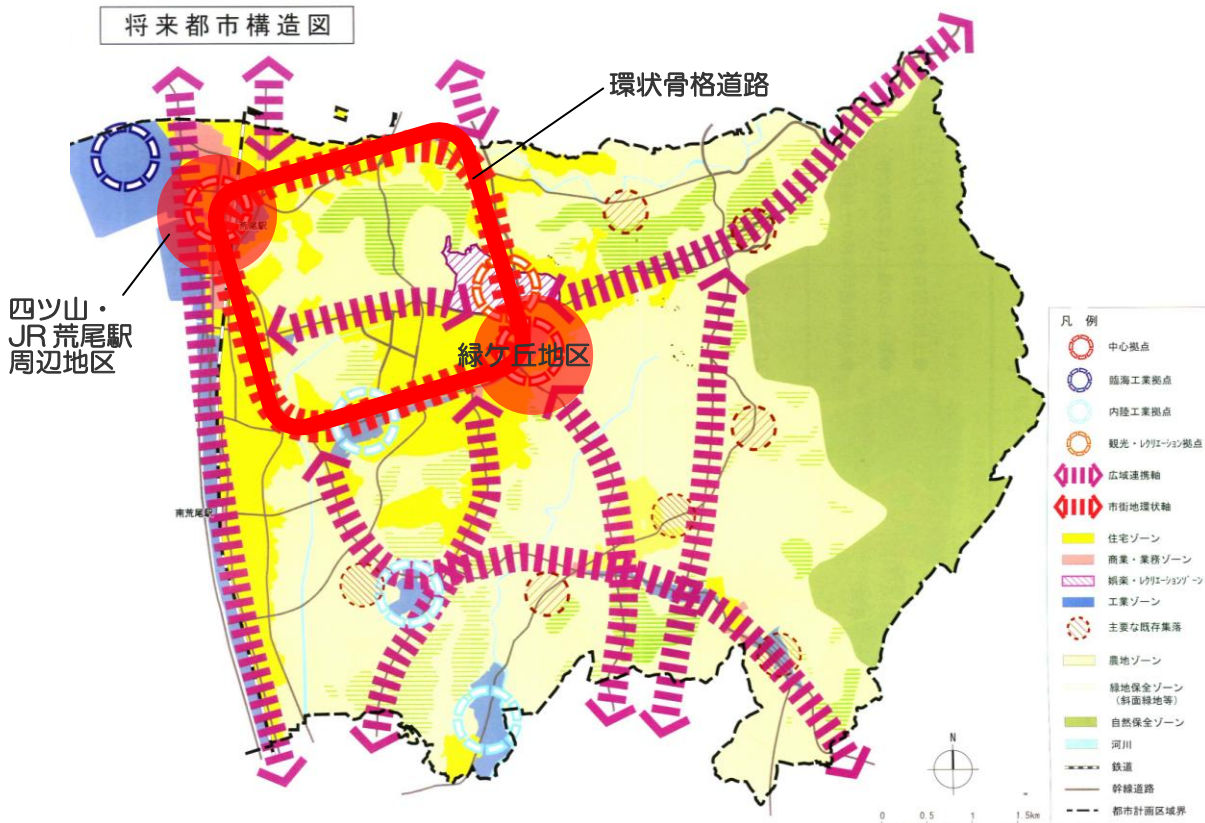 将来都市構造図
環状骨格道路
荒尾駅
四ツ山・
JR荒尾駅
周辺地区
緑ケ丘地区
南荒尾駅
凡 例
中心拠点
臨海工業拠点
内陸工業拠点
観光・レクリエーション拠点
広域連携軸
市街地環状軸
住宅ゾーン
商業・業務ゾーン
娯楽・レクリエーションゾーン
工業ゾーン
主要な既存集落
農地ゾーン
緑地保全ゾーン
(斜面緑地等)
自然保全ゾーン
河川
鉄道
幹線道路
都市計画区域界
N
0 0.5 1 1.5km